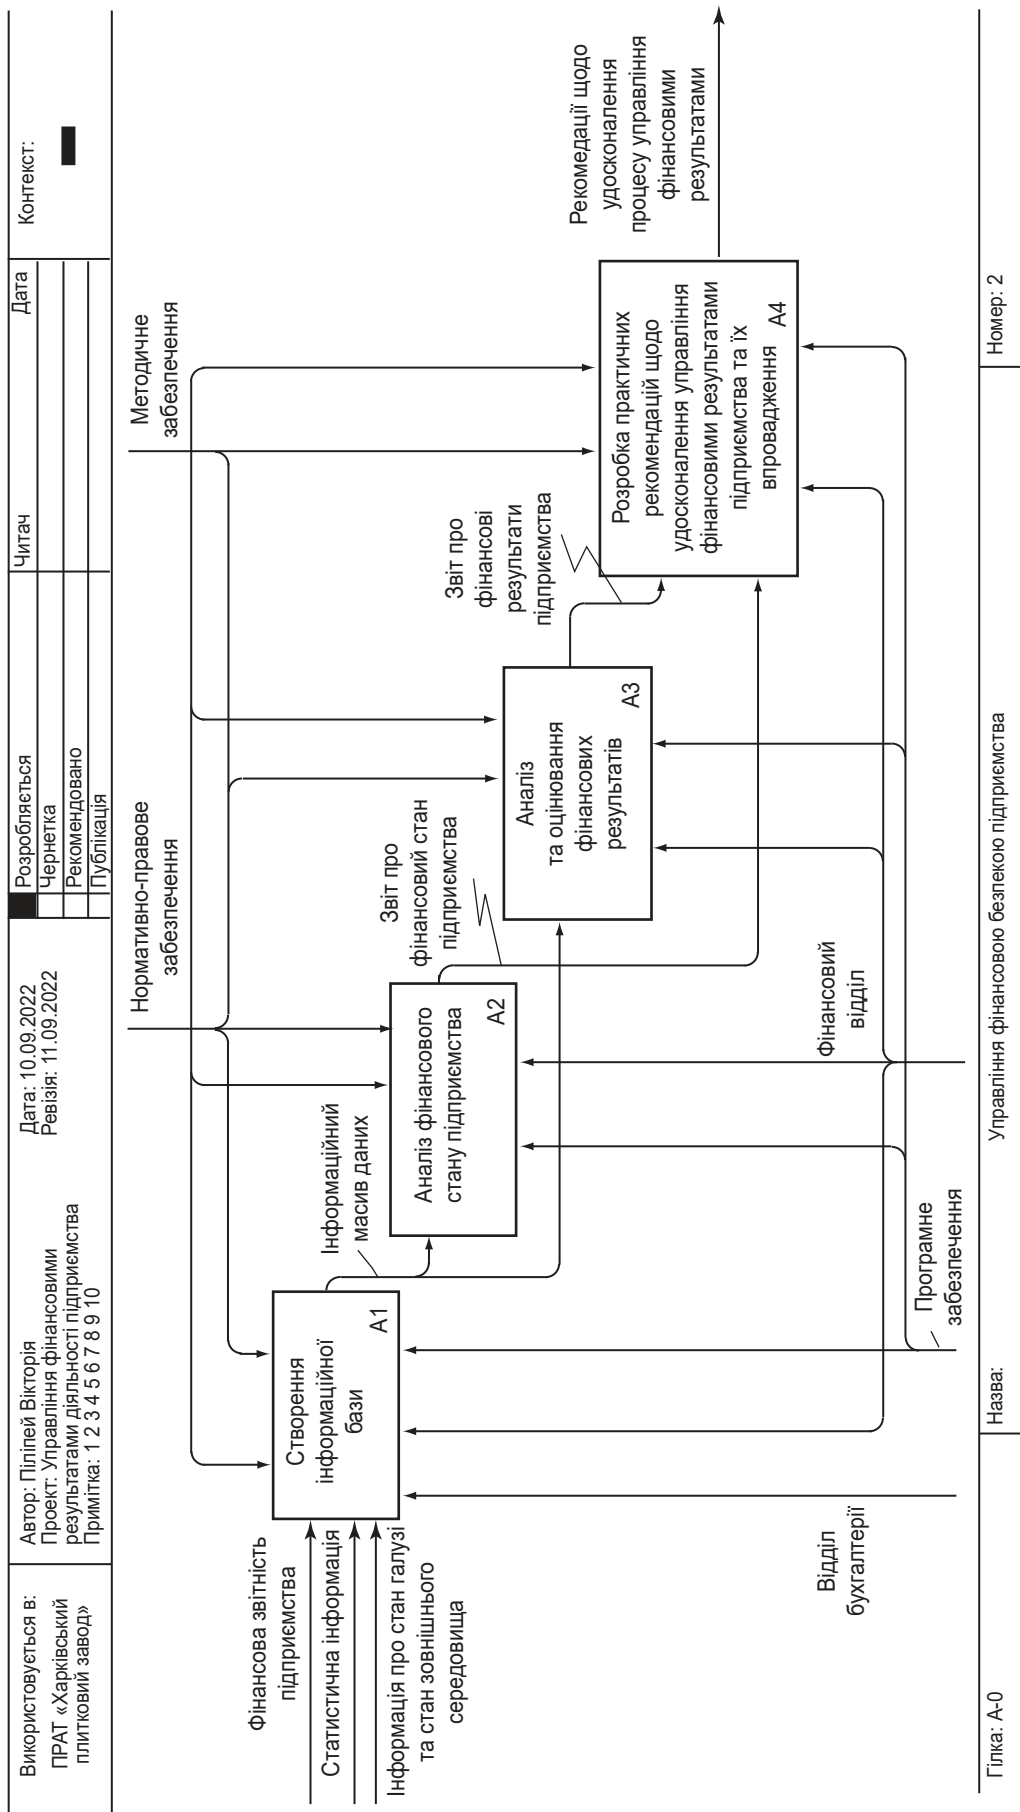 Використовується в:
ПРАТ «Харківський
плитковий завод»
Автор: Піліпей Вікторія
Проект: Управління фінансовими
результатами діяльності підприємства
Примітка: 1 2 3 4 5 6 7 8 9 10
Дата: 10.09.2022
Ревізія: 11.09.2022
Розробляється
Чернетка
Рекомендовано
Публікація
Читач
Дата
Контекст:
Нормативно-правове
забезпечення
Методичне
забезпечення
Фінансова звітність
підприємства
Статистична інформація
Інформація про стан галузі
та стан зовнішнього
середовища
Створення
інформаційної
бази
А1
Інформаційний
масив даних
Аналіз фінансового
стану підприємства
А2
Звіт про
фінансовий стан
підприємства
Аналіз
та оцінювання
фінансових
результатів
А3
Звіт про
фінансові
результати
підприємства
Розробка практичних
рекомендацій щодо
удосконалення управління
фінансовими результатами
підприємства та їх
впровадження
А4
Рекомедації щодо
удосконалення
процесу управління
фінансовими
результатами
Відділ
бухгалтерії
Програмне
забезпечення
Фінансовий
відділ
Гілка: А-0
Назва:
Управління фінансовою безпекою підприємства
Номер: 2